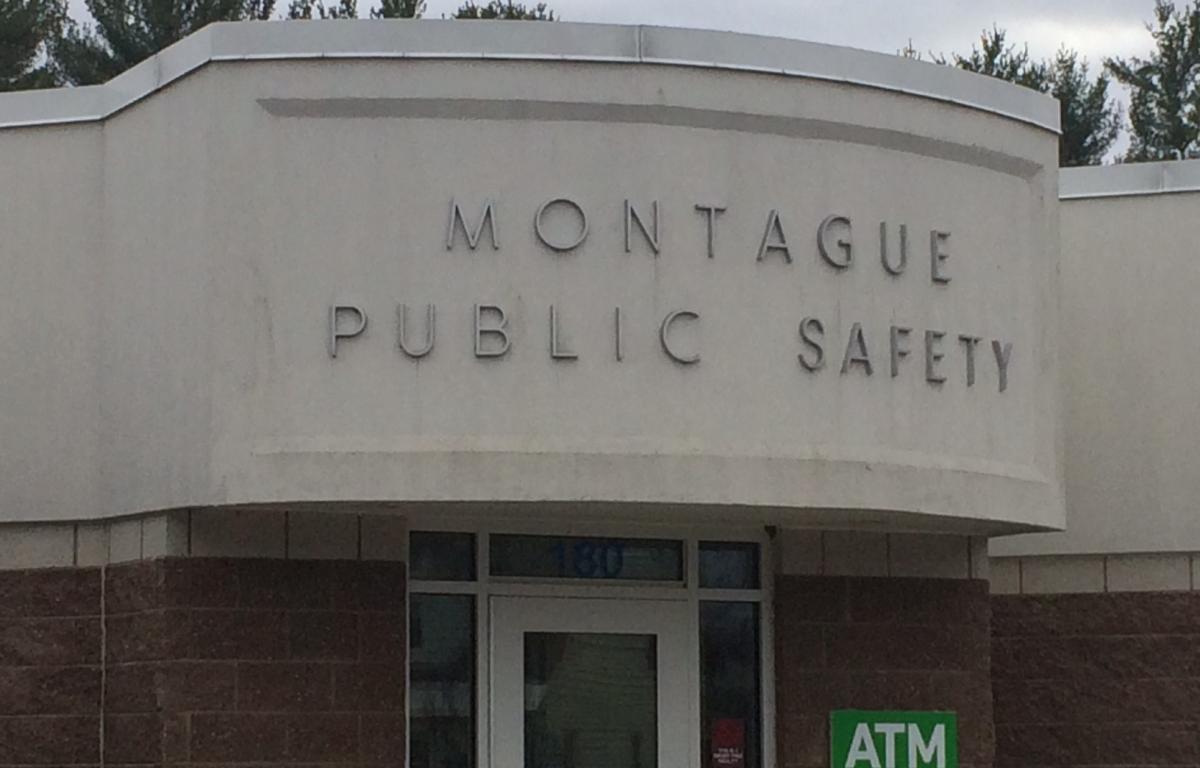 MONTAGUE
PUBLIC SAFETY
180
ATM